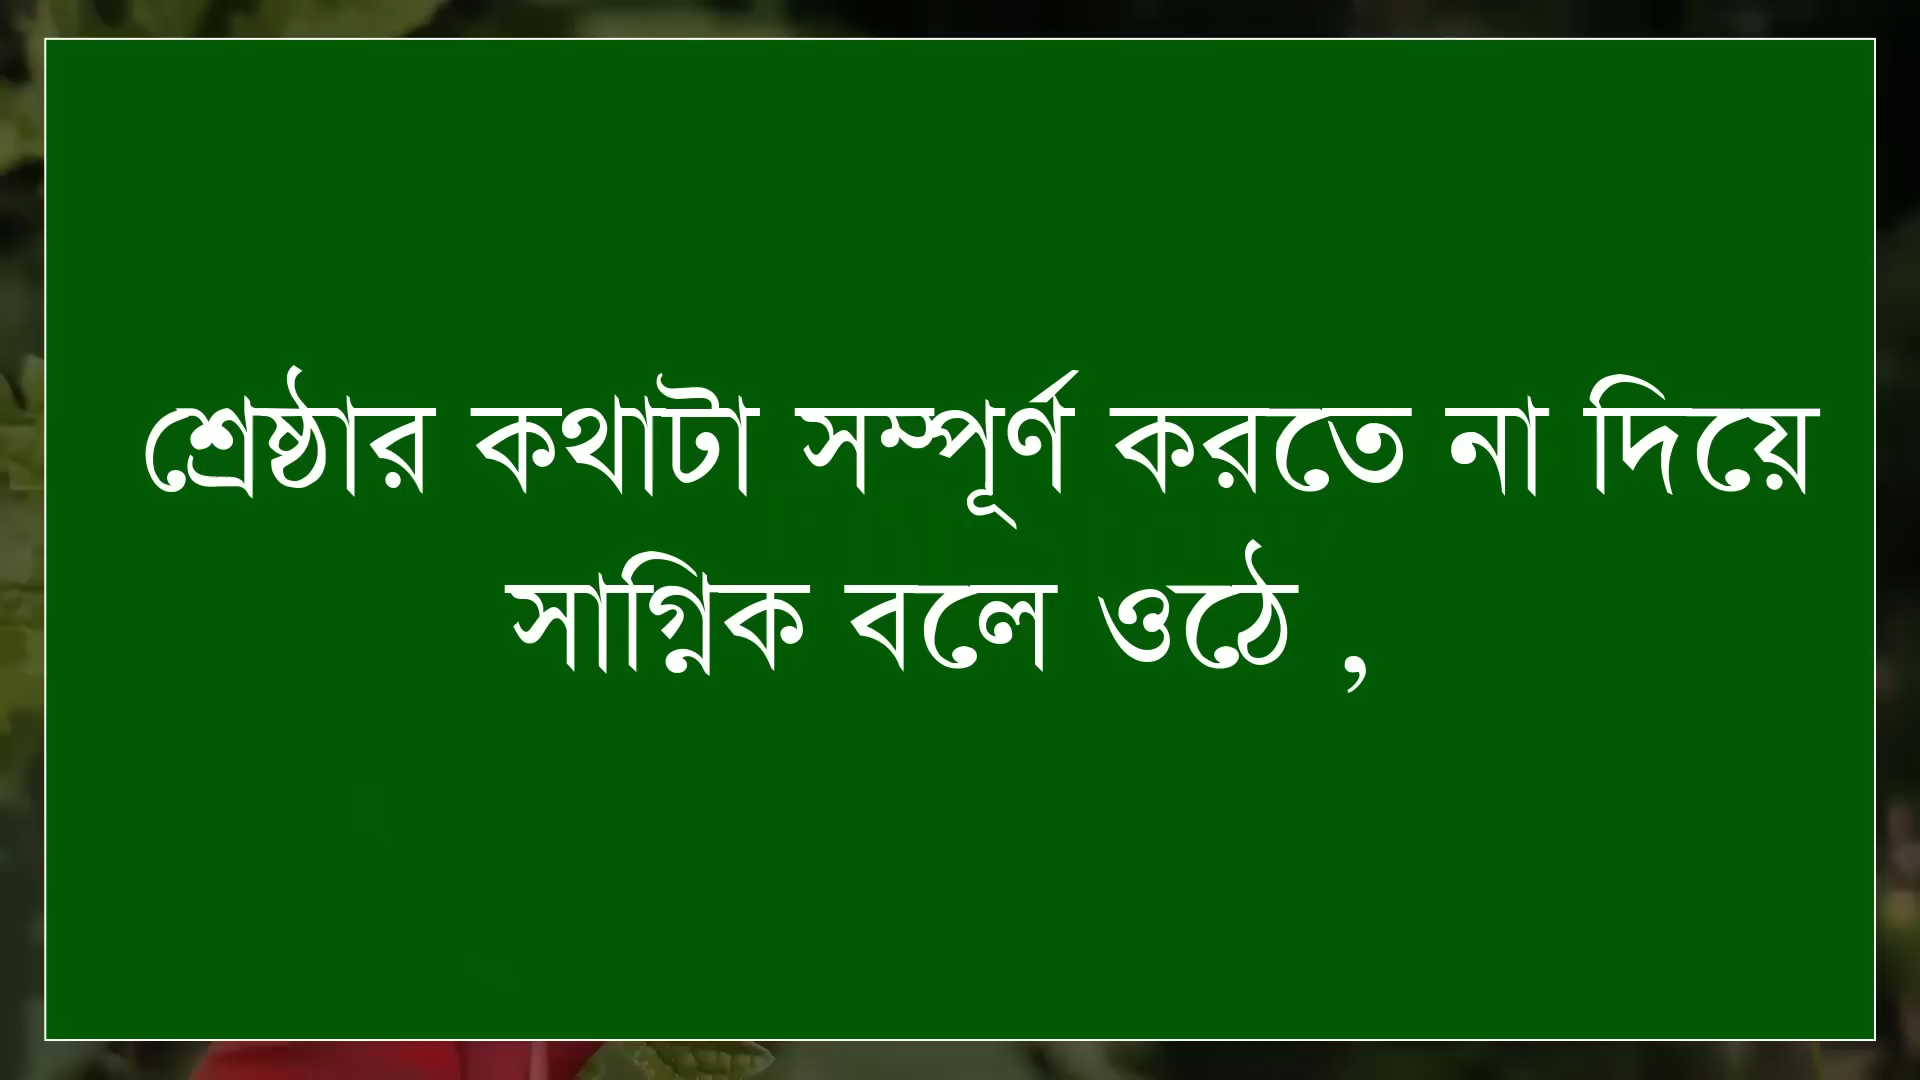 শ্রেষ্ঠার কথাটা সম্পূর্ণ করতে না দিয়ে
সাগ্নিক বলে ওঠে ,